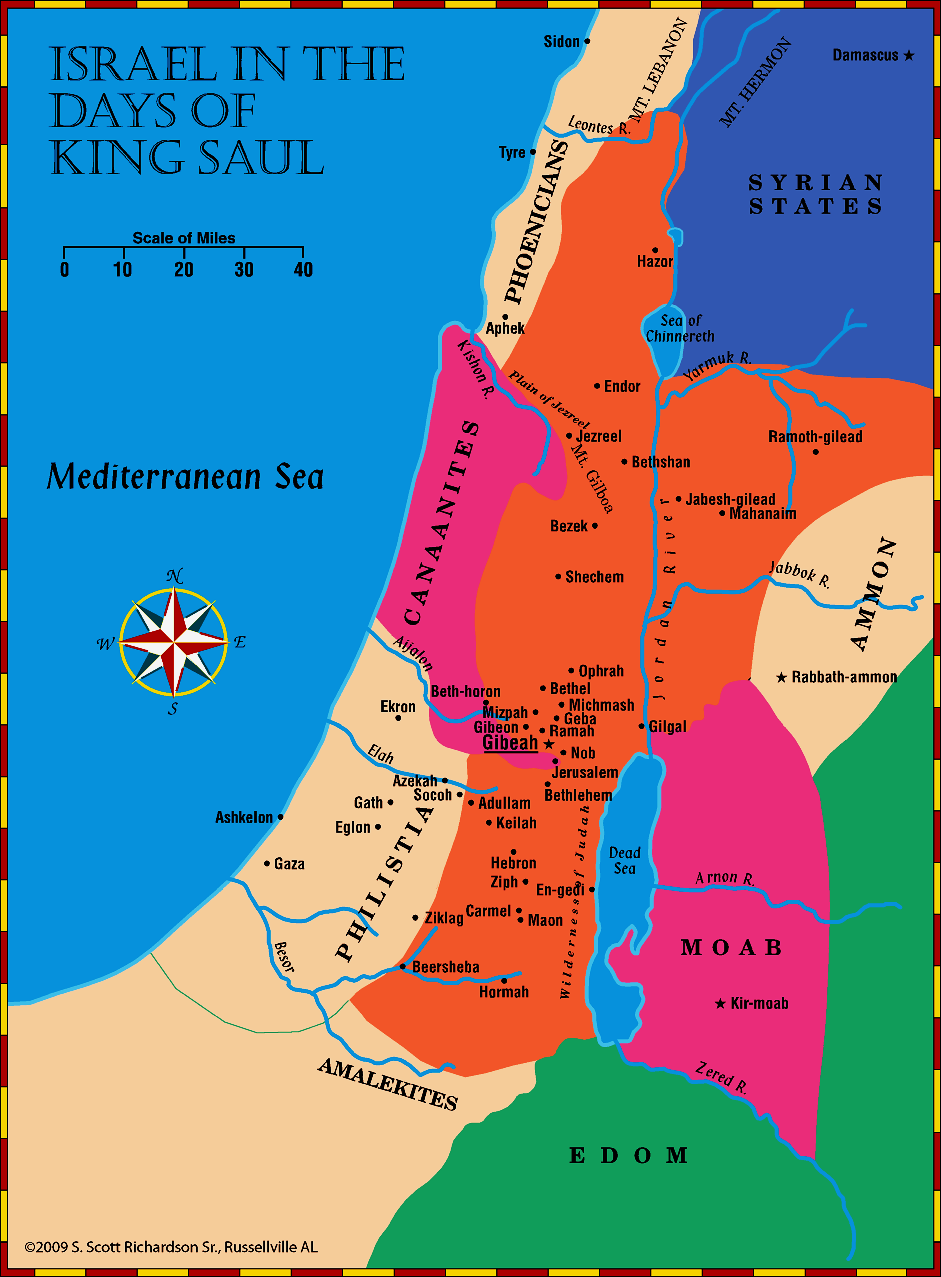 ISRAEL IN THE
DAYS OF
KING SAUL
Scale of Miles
0 10 20 30 40
Sidon
MT. LEBANON
Damascus
MT. HERMON
Leontes R.
Tyre
PHOENICIANS
SYRIAN
STATES
Hazor
Aphek
Sea of
Chinnereth
Kishon R.
Yarmuk R.
Plain of Jezreel
Endor
Jezreel
Ramoth-gilead
Mt. Gilboa
Bethshan
Mediterranean Sea
CANAANITES
Jabesh-gilead
Mahanaim
Bezek
Jordan River
Shechem
Jabbok R.
AMMON
N
W E
S
Aijalon
Ophrah
Rabbath-ammon
Beth-horon
Bethel
Ekron
Mizpah
Michmash
Geba
Gibeon
Ramah
Gilgal
Gibeah
Nob
Elah
Jerusalem
Azekah
Socoh
Bethlehem
Gath
Adullam
Ashkelon
Eglon
Keilah
PHILISTIA
Wilderness of Judah
Dead
Sea
Gaza
Hebron
Ziph
En-gedi
Arnon R.
Ziklag
Carmel
Maon
MOAB
Besor
Beersheba
Hormah
Kir-moab
AMALEKITES
Zered R.
EDOM
©2009 S. Scott Richardson Sr., Russellville AL